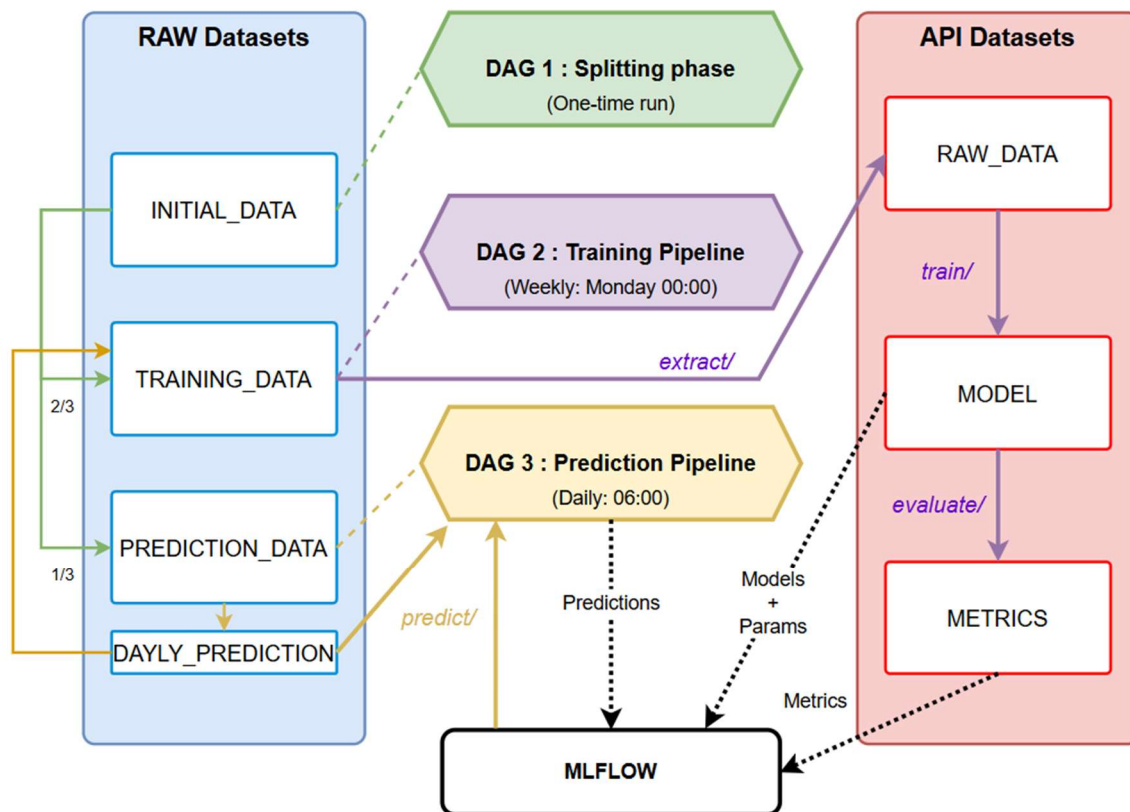 RAW Datasets
INITIAL_DATA
TRAINING_DATA
2/3
PREDICTION_DATA
1/3
DAYLY_PREDICTION
DAG 1 : Splitting phase
(One-time run)
DAG 2 : Training Pipeline
(Weekly: Monday 00:00)
extract/
DAG 3 : Prediction Pipeline
(Daily: 06:00)
predict/
Predictions
Models
+
Params
Metrics
MLFLOW
API Datasets
RAW_DATA
train/
MODEL
evaluate/
METRICS